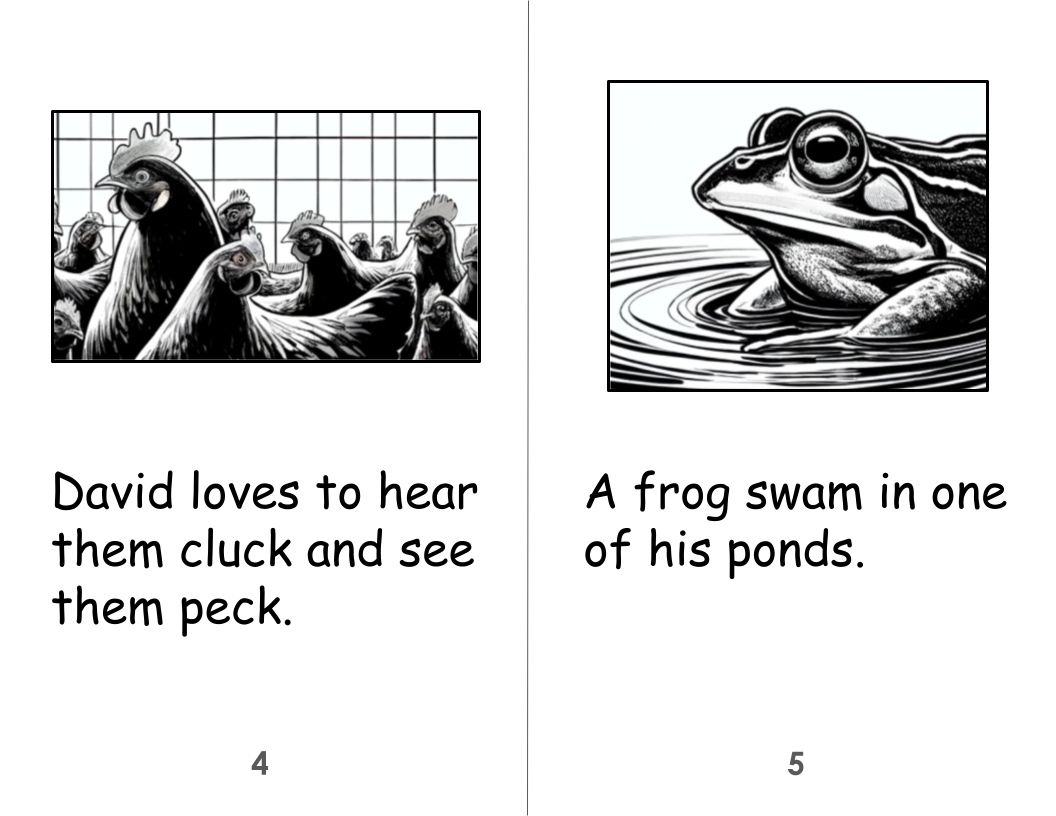 David loves to hear
them cluck and see
them peck.
4
A frog swam in one
of his ponds.
5